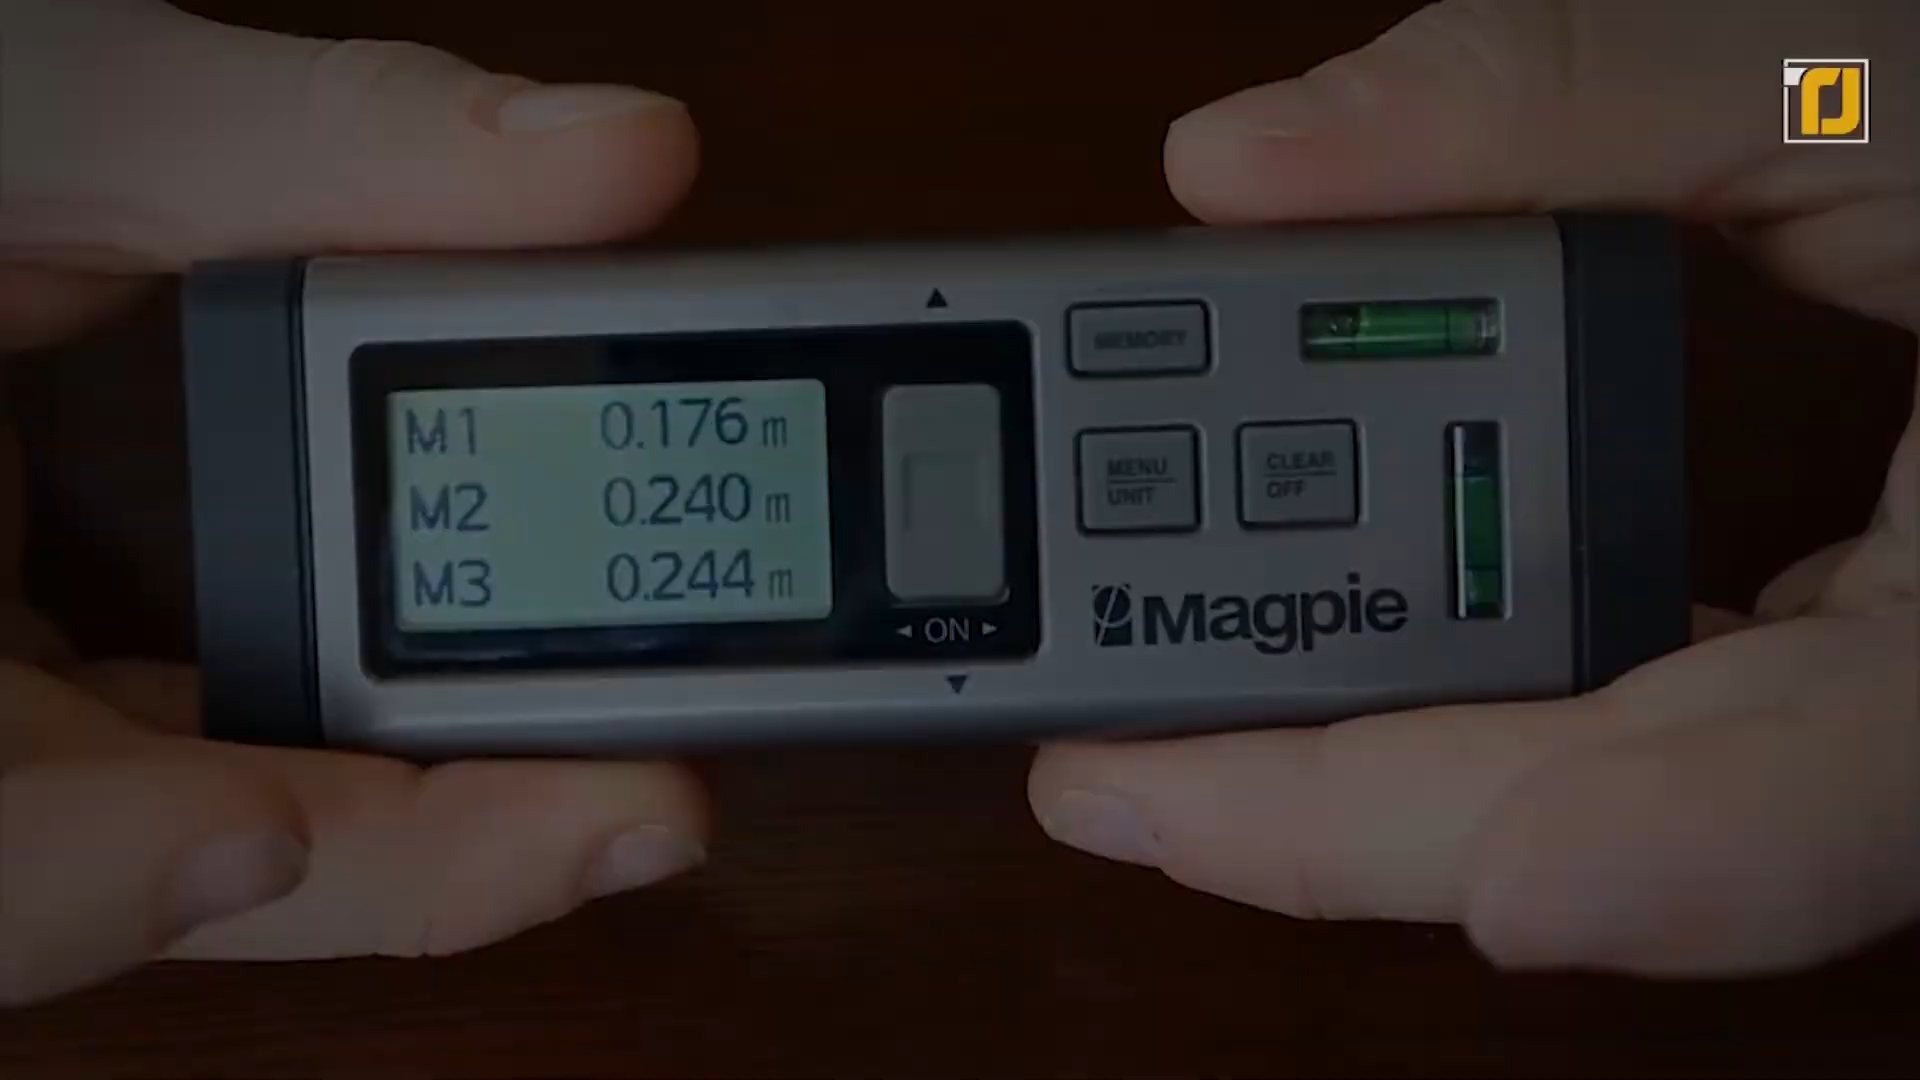 M1 0.176 m
M2 0.240 m
M3 0.244 m
◄ ON ►
MEMORY
MENU
UNIT
CLEAR
OFF
Magpie